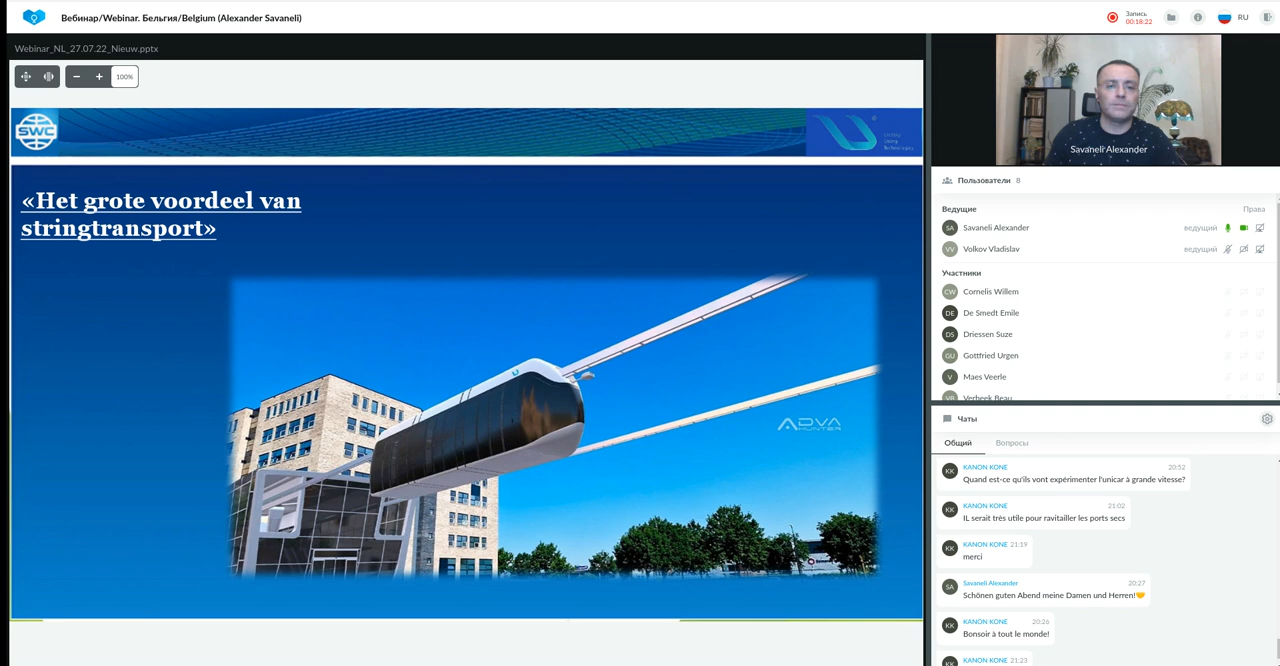 Вебинар/Webinar. Бельгия/Belgium (Alexander Savaneli)
Запись
00:18:22
RU
Webinar_NL_27.07.22_Nieuw.pptx
100%
SWC
«Het grote voordeel van
stringtransport»
ADVA
HUNTER
Savaneli Alexander
Пользователи 8
Ведущие Права
SA Savaneli Alexander ведущий
VV Volkov Vladislav ведущий
Участники
CW Cornelis Willem
DE De Smedt Emile
DS Driessen Suze
GU Gottfried Urgen
V Maes Veerle
VB Verbeek Beau
Чаты
Общий Вопросы
KK KANON KONE 20:52
Quand est-ce qu'ils vont expérimenter l'unicar à grande vitesse?
KK KANON KONE 21:02
IL serait très utile pour ravitailler les ports secs
KK KANON KONE 21:19
merci
SA Savaneli Alexander 20:27
Schönen guten Abend meine Damen und Herren!🤝
KK KANON KONE 20:26
Bonsoir à tout le monde!
KK KANON KONE 21:23